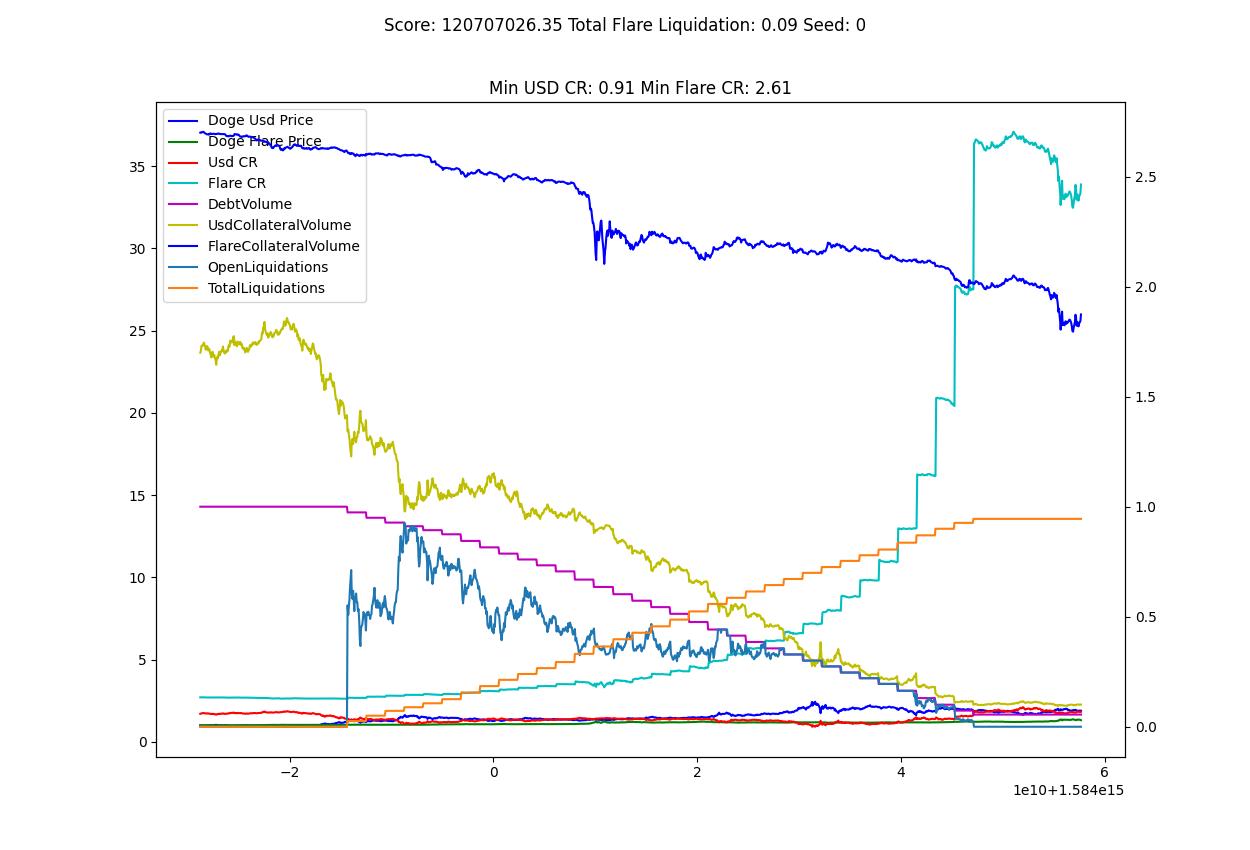 Score: 120707026.35 Total Flare Liquidation: 0.09 Seed: 0
Min USD CR: 0.91 Min Flare CR: 2.61
Doge Usd Price
Doge Flare Price
Usd CR
Flare CR
DebtVolume
UsdCollateralVolume
FlareCollateralVolume
OpenLiquidations
TotalLiquidations
35
30
25
20
15
10
5
0
2.5
2.0
1.5
1.0
0.5
0.0
−2
0
2
4
6
1e10+1.584e15